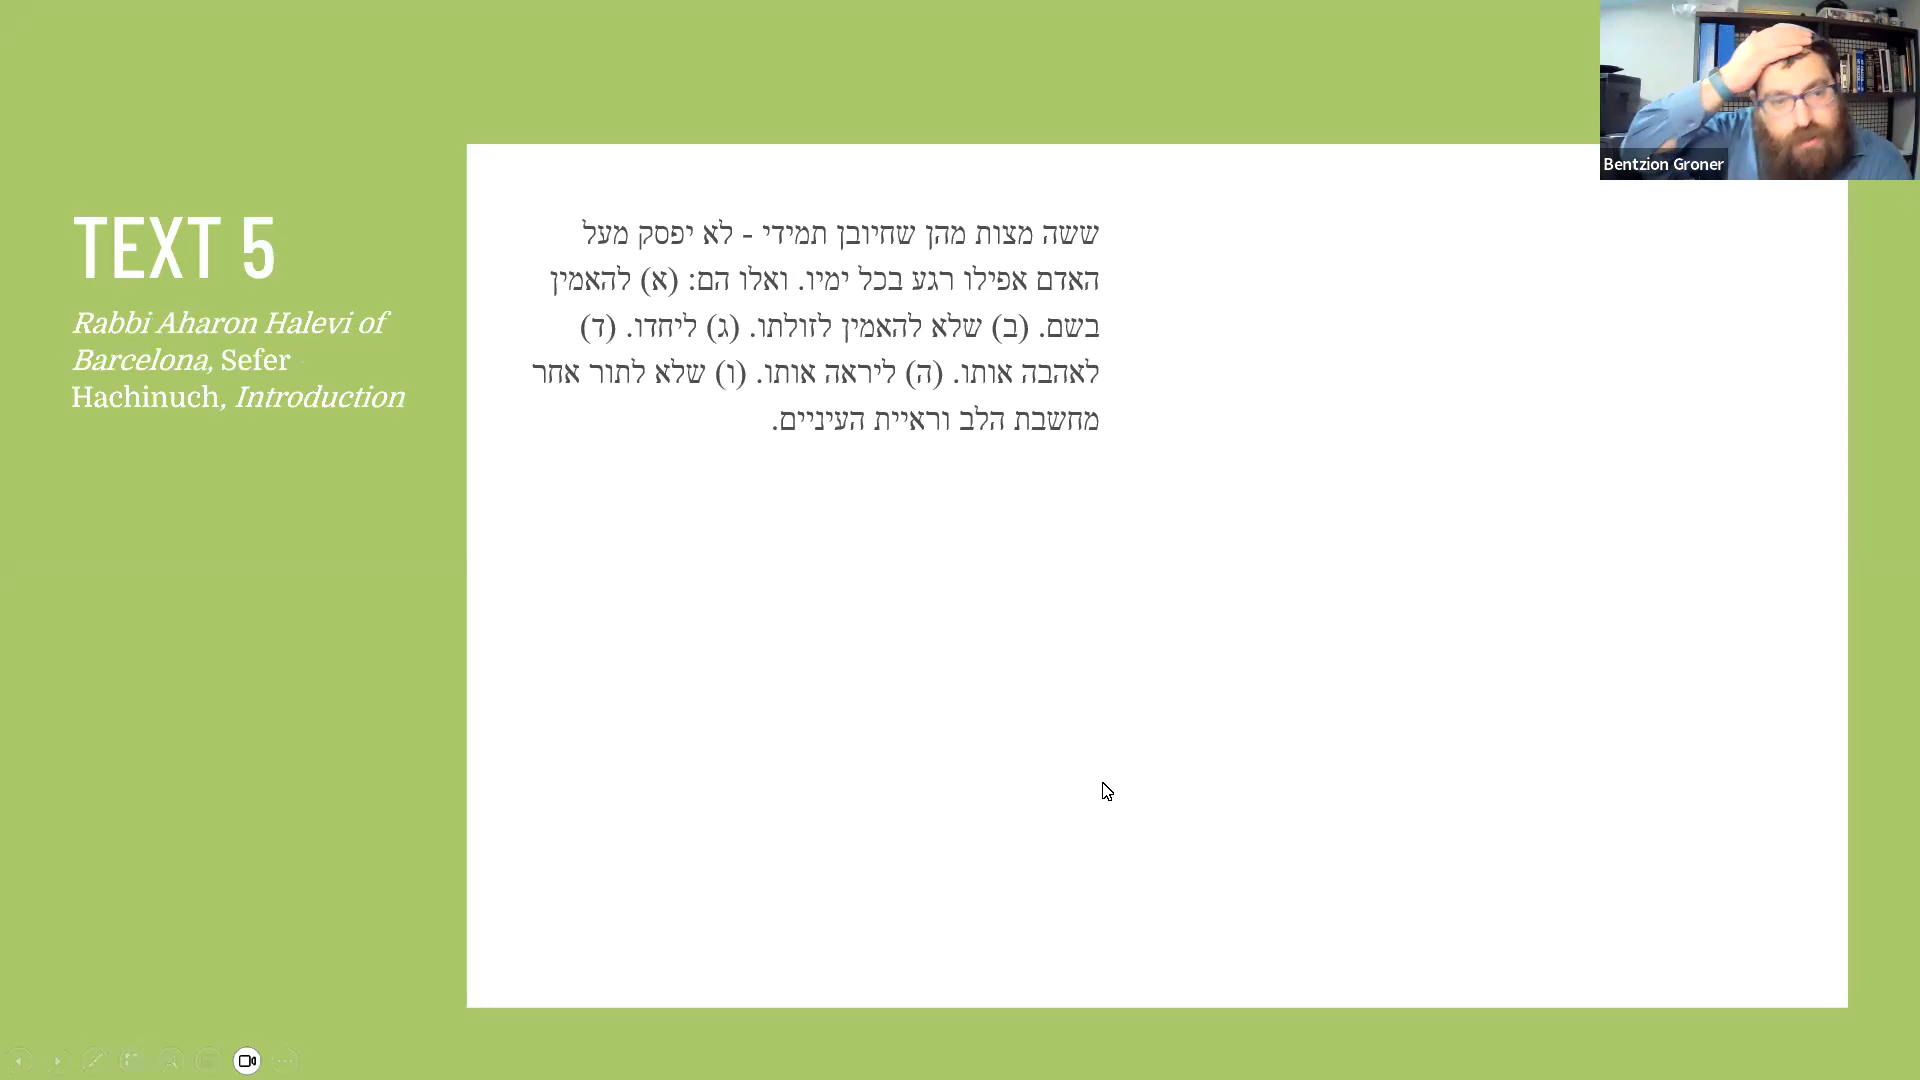 TEXT 5
Rabbi Aharon Halevi of
Barcelona, Sefer
Hachinuch, Introduction
ששה מצות מהן שחיובן תמידי - לא יפסק מעל
האדם אפילו רגע בכל ימיו. ואלו הם: (א) להאמין
בשם. (ב) שלא להאמין לזולתו. (ג) ליחדו. (ד)
לאהבה אותו. (ה) ליראה אותו. (ו) שלא לתור אחר
מחשבת הלב וראיית העיניים.
Bentzion Groner